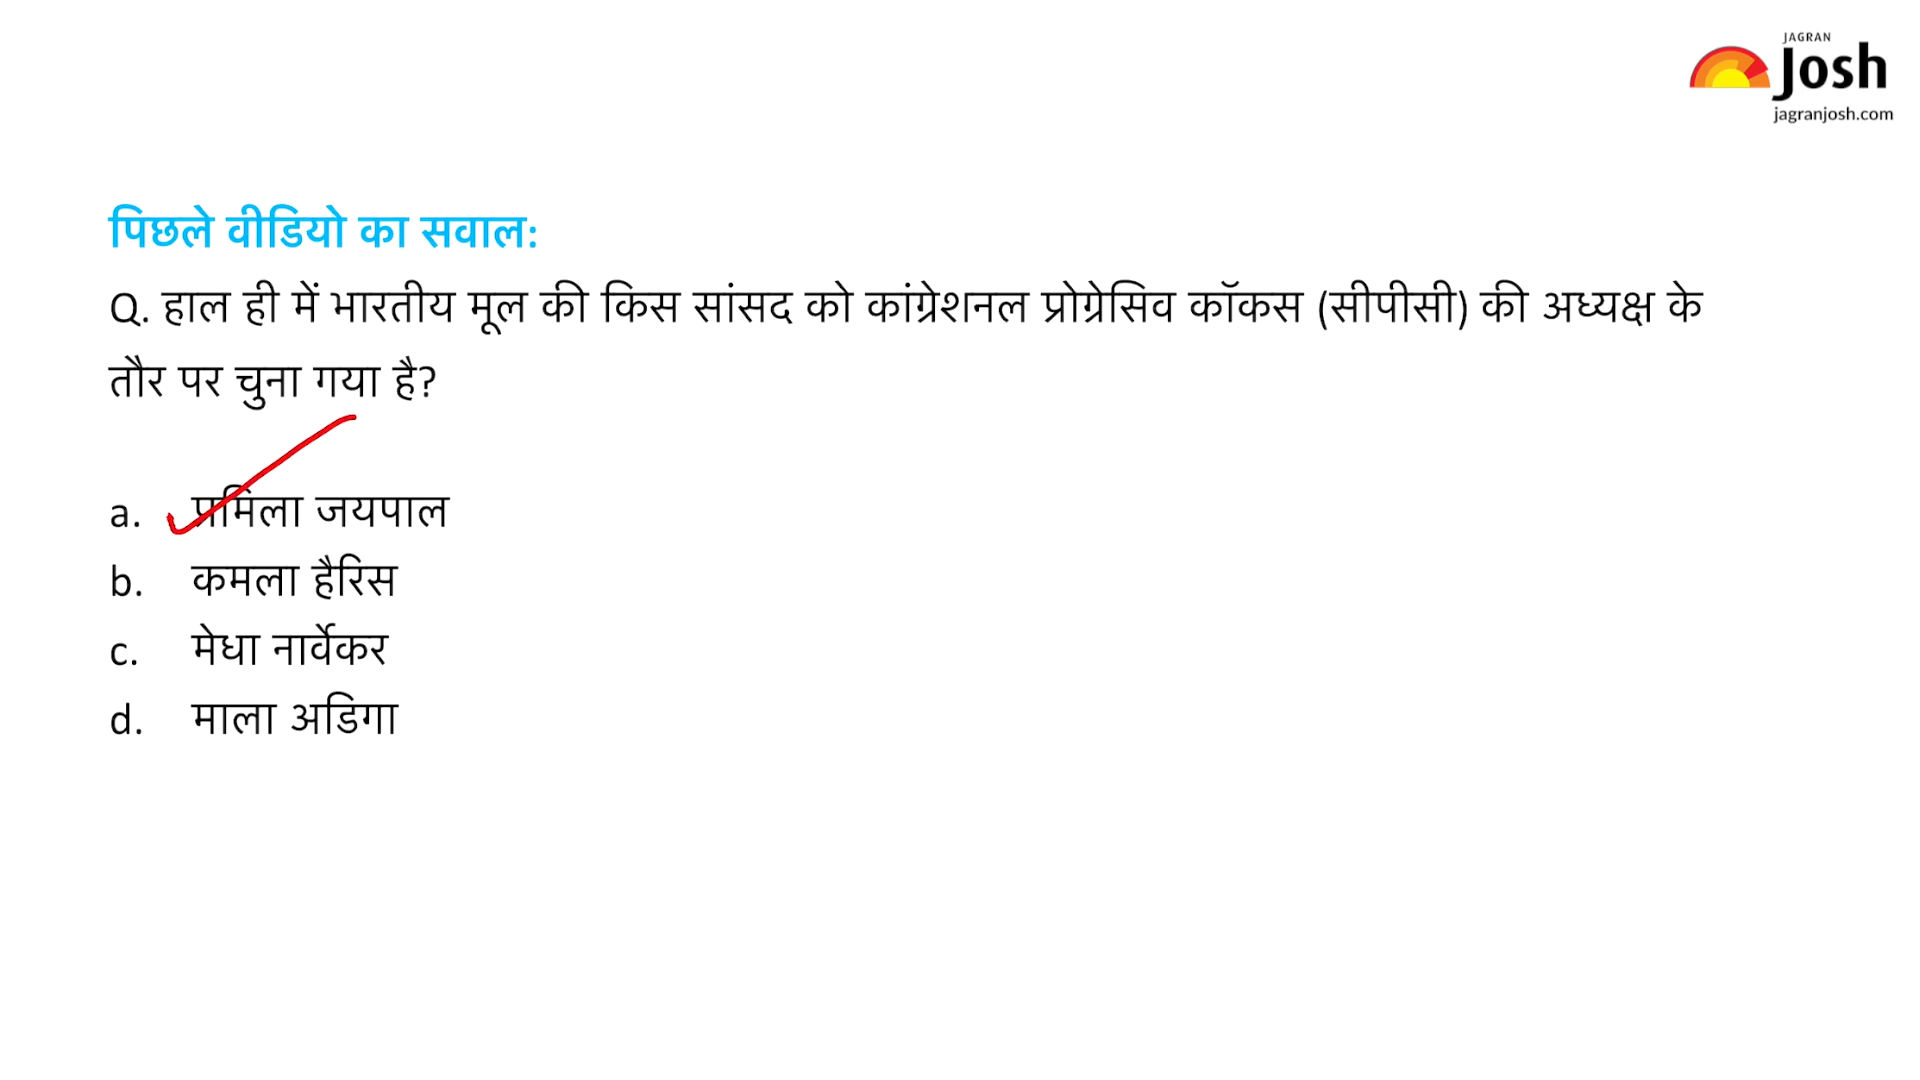 JAGRAN
Josh
jagranjosh.com
पिछले वीडियो का सवाल:
Q. हाल ही में भारतीय मूल की किस सांसद को कांग्रेशनल प्रोग्रेसिव कॉकस (सीपीसी) की अध्यक्ष के
तौर पर चुना गया है?
a. प्रमिला जयपाल
b. कमला हैरिस
c. मेधा नार्वेकर
d. माला अडिगा